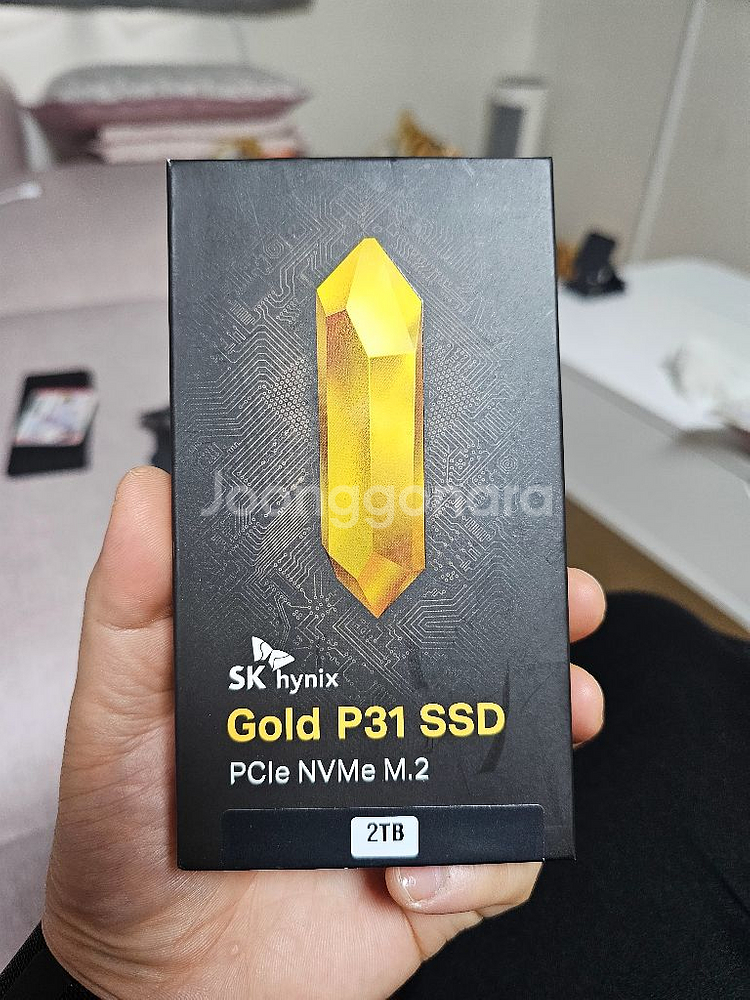 Joonggonara
SK hynix
Gold P31 SSD
PCIe NVMe M.2
2TB